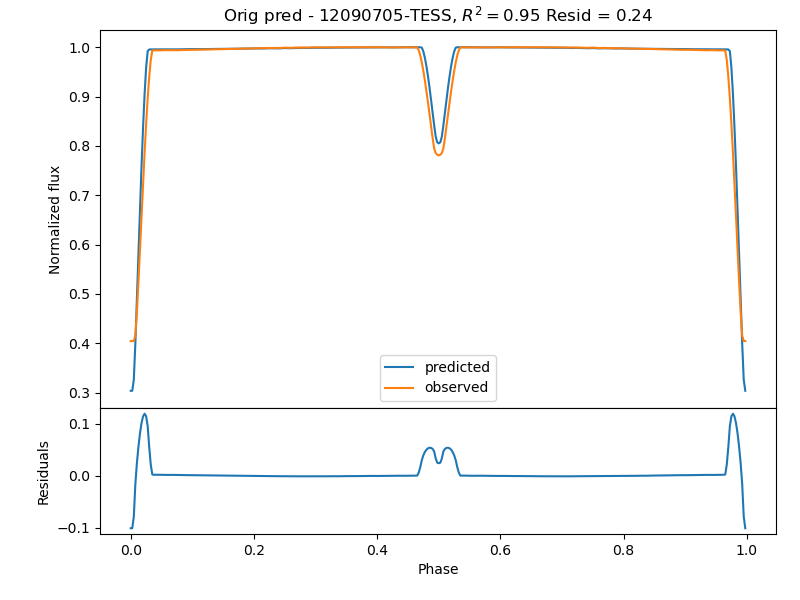 Orig pred - 12090705-TESS, R² = 0.95 Resid = 0.24
1.0
0.9
0.8
0.7
0.6
0.5
0.4
0.3
Normalized flux
predicted
observed
0.1
0.0
−0.1
Residuals
0.0 0.2 0.4 0.6 0.8 1.0
Phase